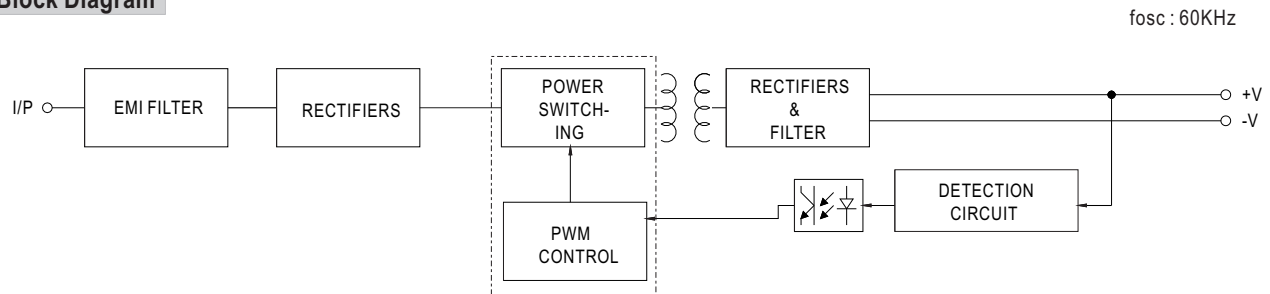 Block Diagram
fosc : 60KHz
I/P
EMI FILTER
RECTIFIERS
POWER
SWITCH-
ING
RECTIFIERS
&
FILTER
+V
-V
DETECTION
CIRCUIT
PWM
CONTROL